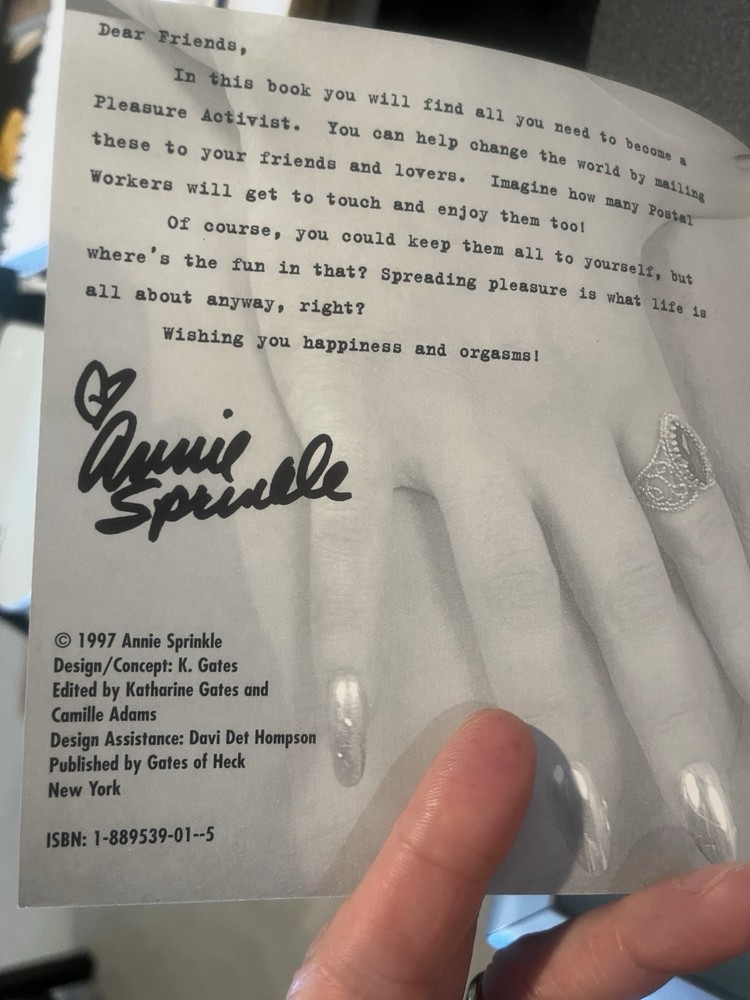 Dear Friends,
In this book you will find all you need to become a
Pleasure Activist. You can help change the world by mailing
these to your friends and lovers. Imagine how many Postal
Workers will get to touch and enjoy them too!
Of course, you could keep them all to yourself, but
where's the fun in that? Spreading pleasure is what life is
all about anyway, right?
Wishing you happiness and orgasms!
Annie
Sprinkle
© 1997 Annie Sprinkle
Design/Concept: K. Gates
Edited by Katharine Gates and
Camille Adams
Design Assistance: Davi Det Hompson
Published by Gates of Heck
New York
ISBN: 1-889539-01--5